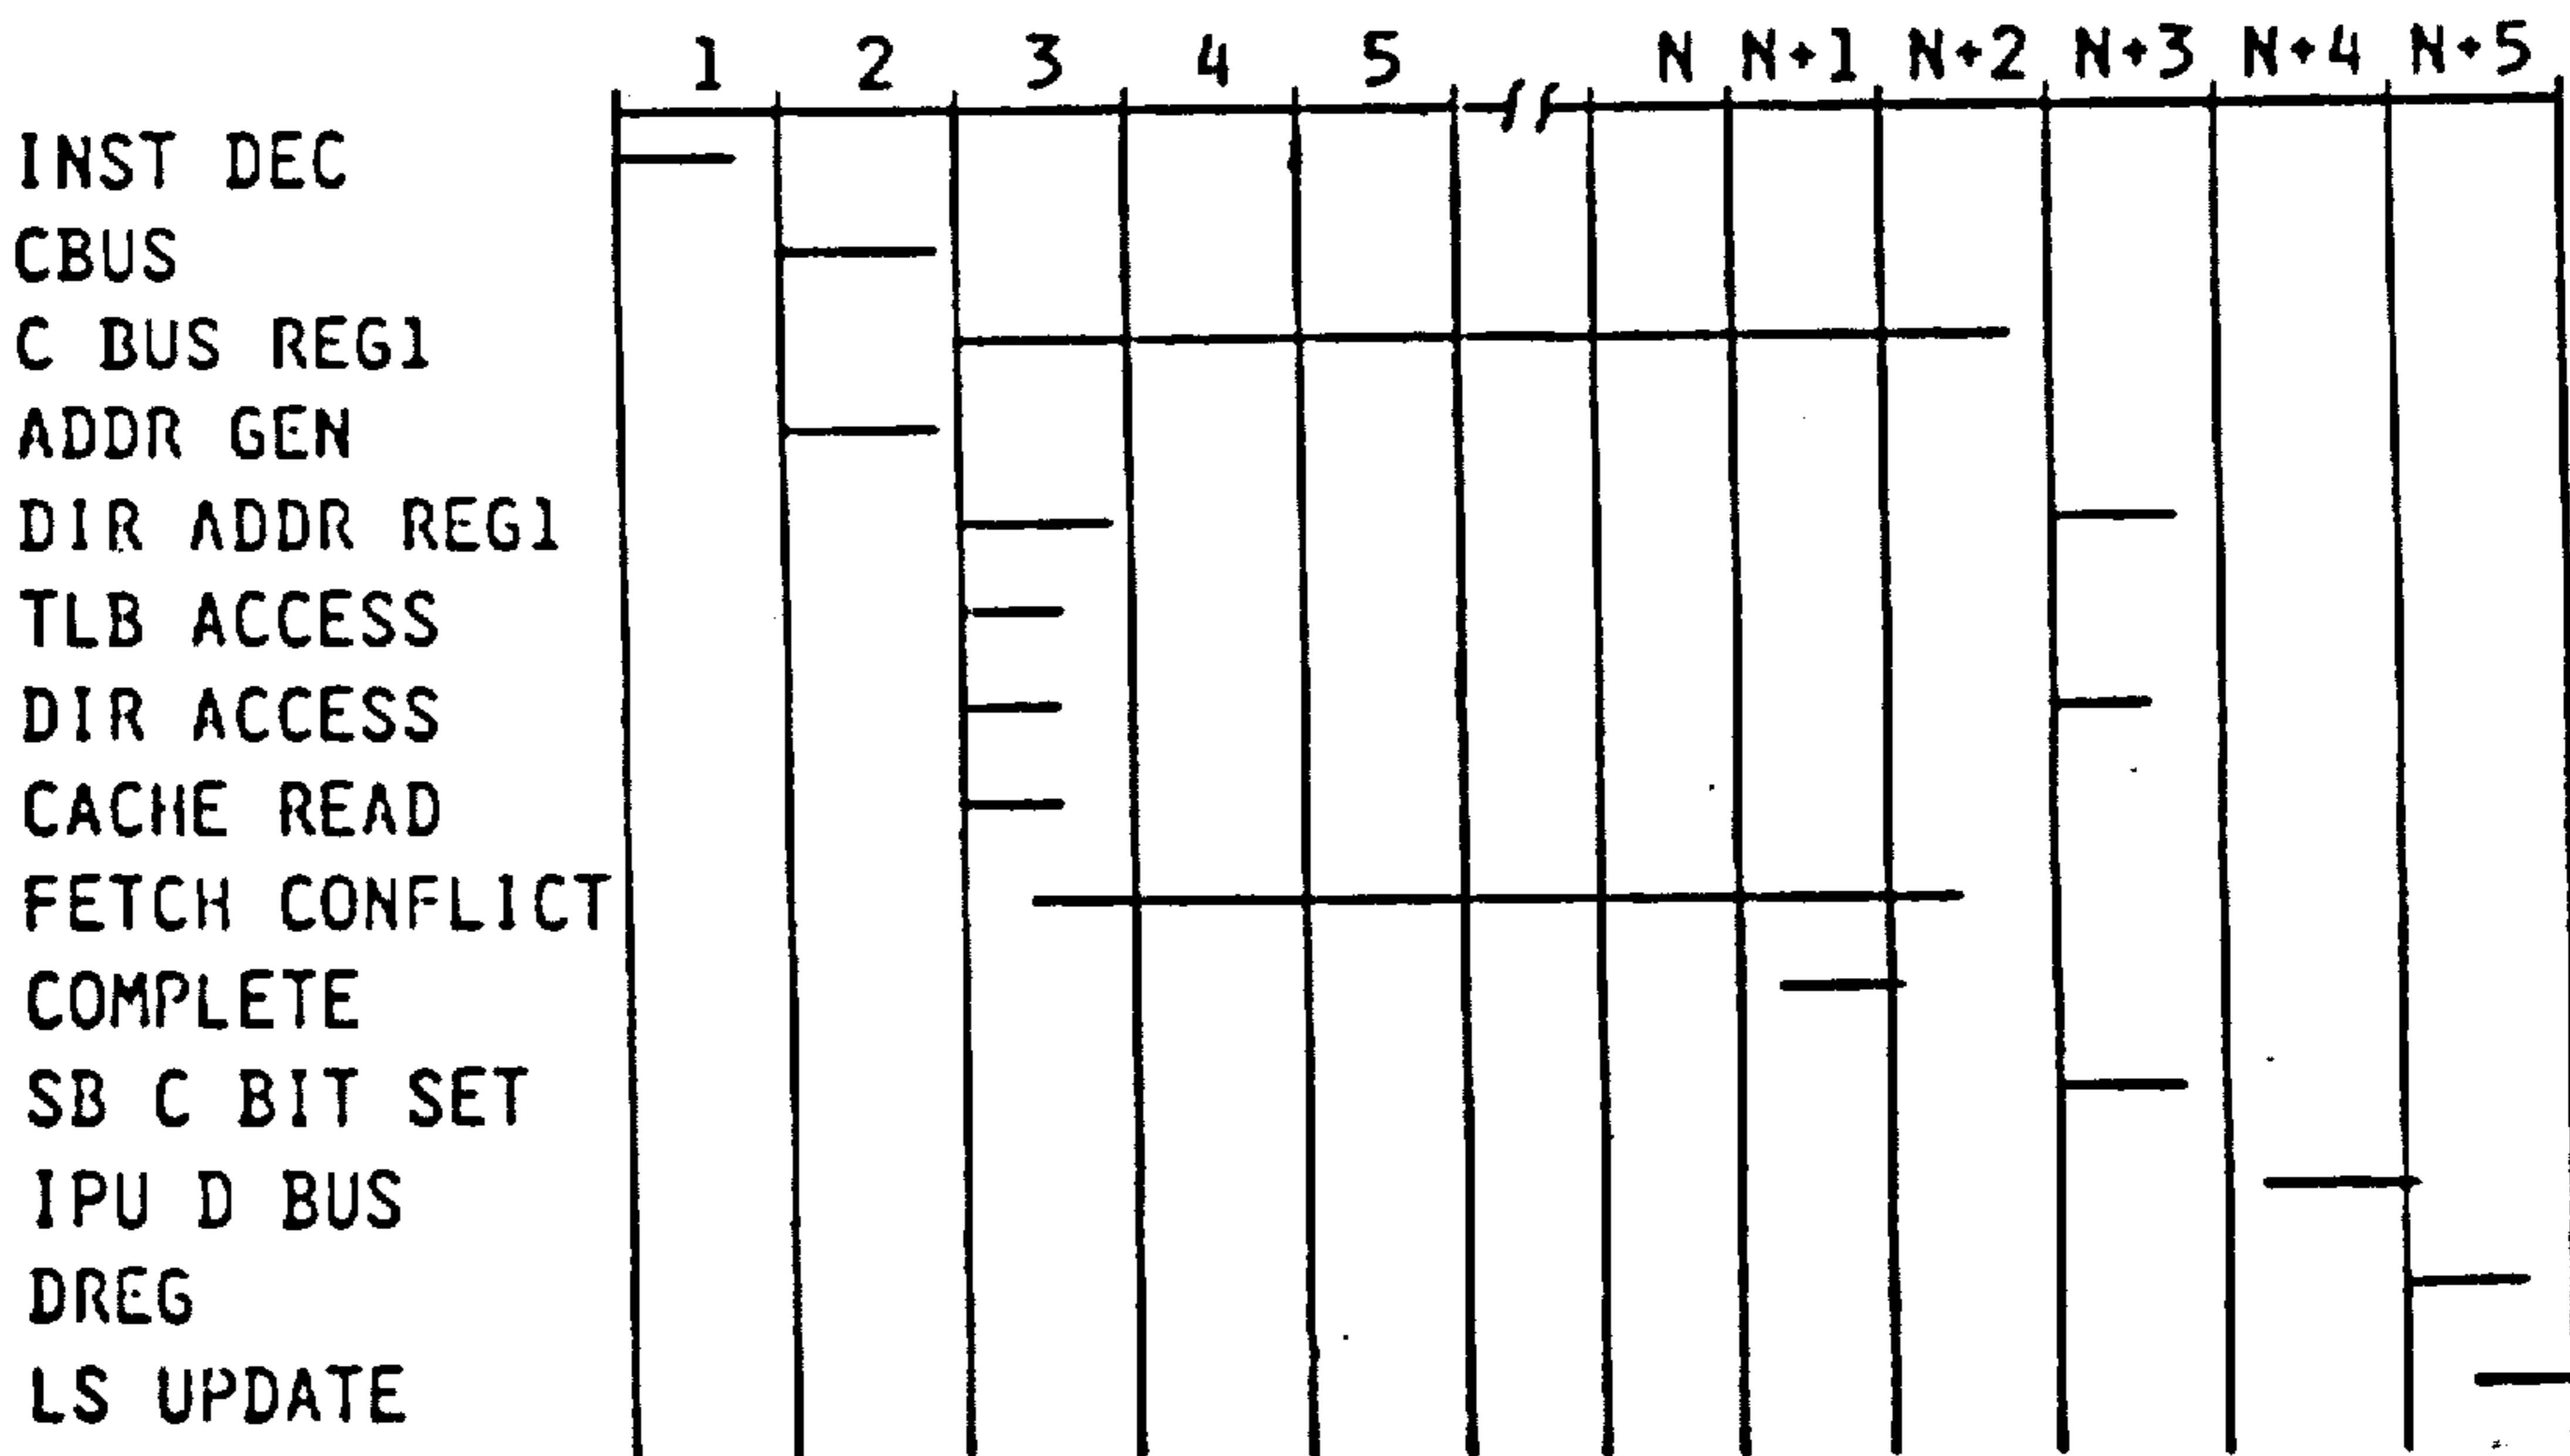 1 2 3 4 5 N N+1 N+2 N+3 N+4 N+5
INST DEC
CBUS
C BUS REG1
ADDR GEN
DIR ADDR REG1
TLB ACCESS
DIR ACCESS
CACHE READ
FETCH CONFLICT
COMPLETE
SB C BIT SET
IPU D BUS
DREG
LS UPDATE